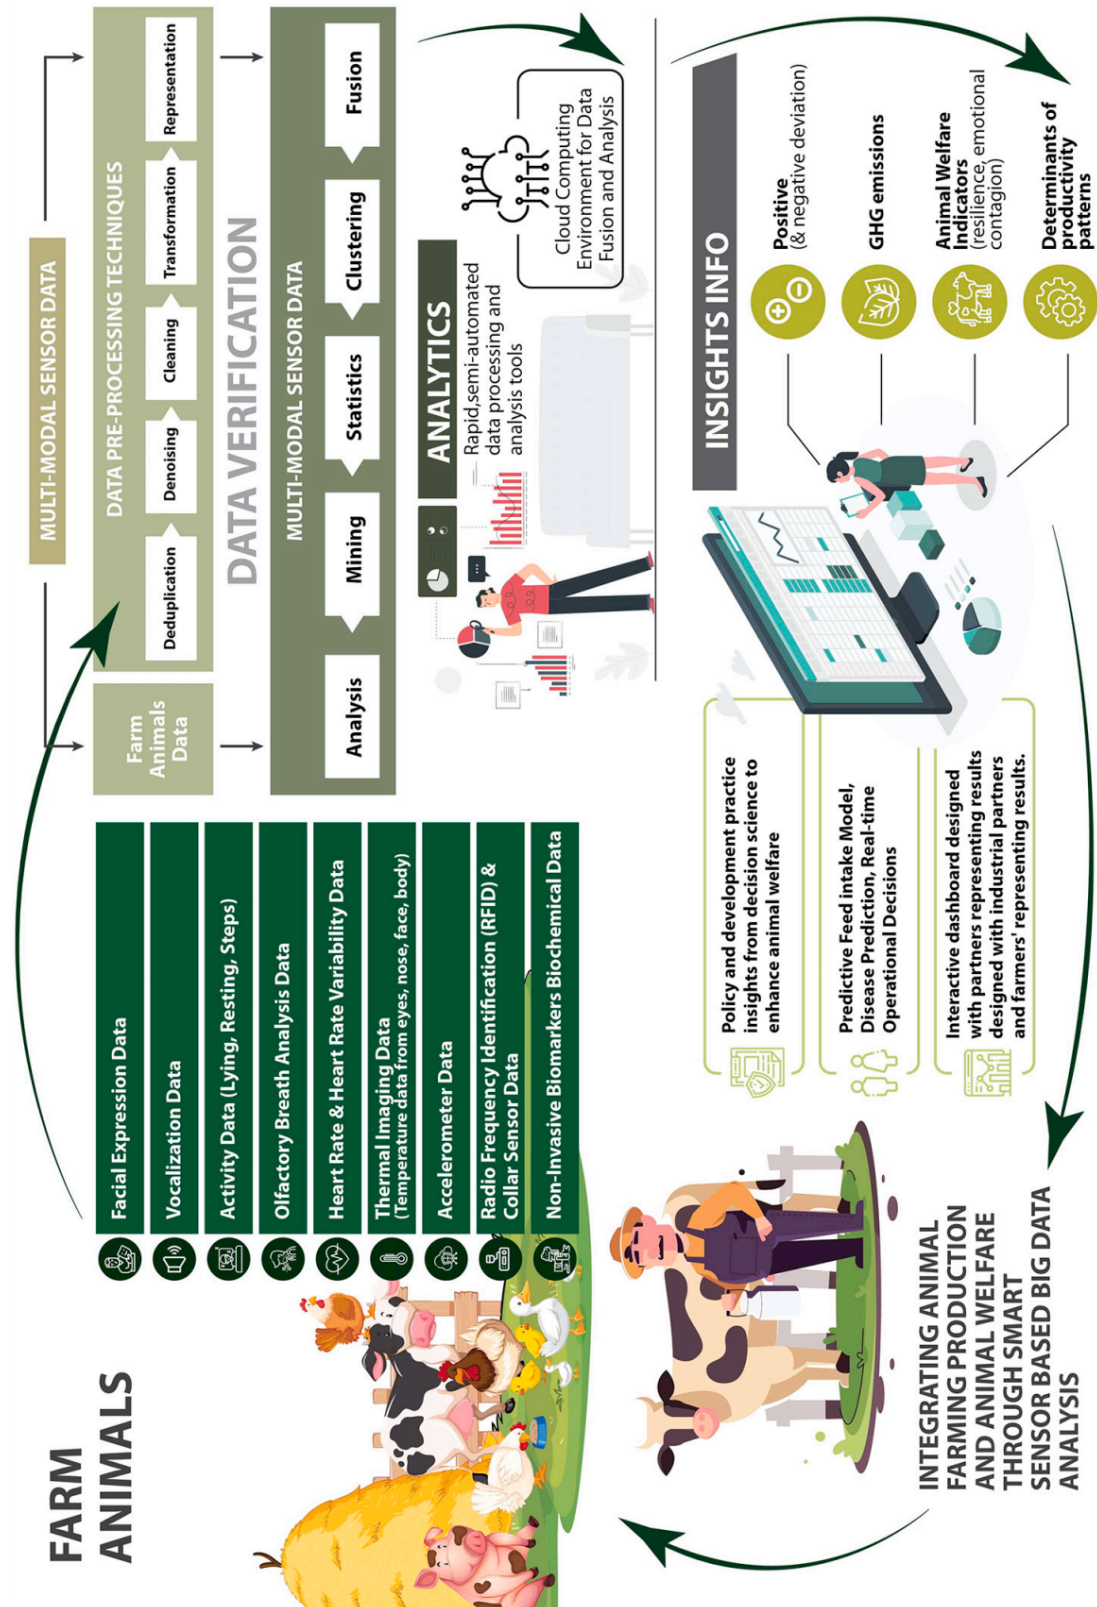 FARM
ANIMALS
Facial Expression Data
Vocalization Data
Activity Data (Lying, Resting, Steps)
Olfactory Breath Analysis Data
Heart Rate & Heart Rate Variability Data
Thermal Imaging Data
(Temperature data from eyes, nose, face, body)
Accelerometer Data
Radio Frequency Identification (RFID) &
Collar Sensor Data
Non-Invasive Biomarkers Biochemical Data
MULTI-MODAL SENSOR DATA
Farm
Animals
Data
DATA PRE-PROCESSING TECHNIQUES
Deduplication
Denoising
Cleaning
Transformation
Representation
DATA VERIFICATION
MULTI-MODAL SENSOR DATA
Analysis
Mining
Statistics
Clustering
Fusion
ANALYTICS
Rapid,semi-automated
data processing and
analysis tools
Cloud Computing
Environment for Data
Fusion and Analysis
INSIGHTS INFO
Positive
(& negative deviation)
GHG emissions
Animal Welfare
Indicators
(resilience, emotional
contagion)
Determinants of
productivity
patterns
Policy and development practice
insights from decision science to
enhance animal welfare
Predictive Feed intake Model,
Disease Prediction, Real-time
Operational Decisions
Interactive dashboard designed
with partners representing results
designed with industrial partners
and farmers' representing results.
INTEGRATING ANIMAL
FARMING PRODUCTION
AND ANIMAL WELFARE
THROUGH SMART
SENSOR BASED BIG DATA
ANALYSIS